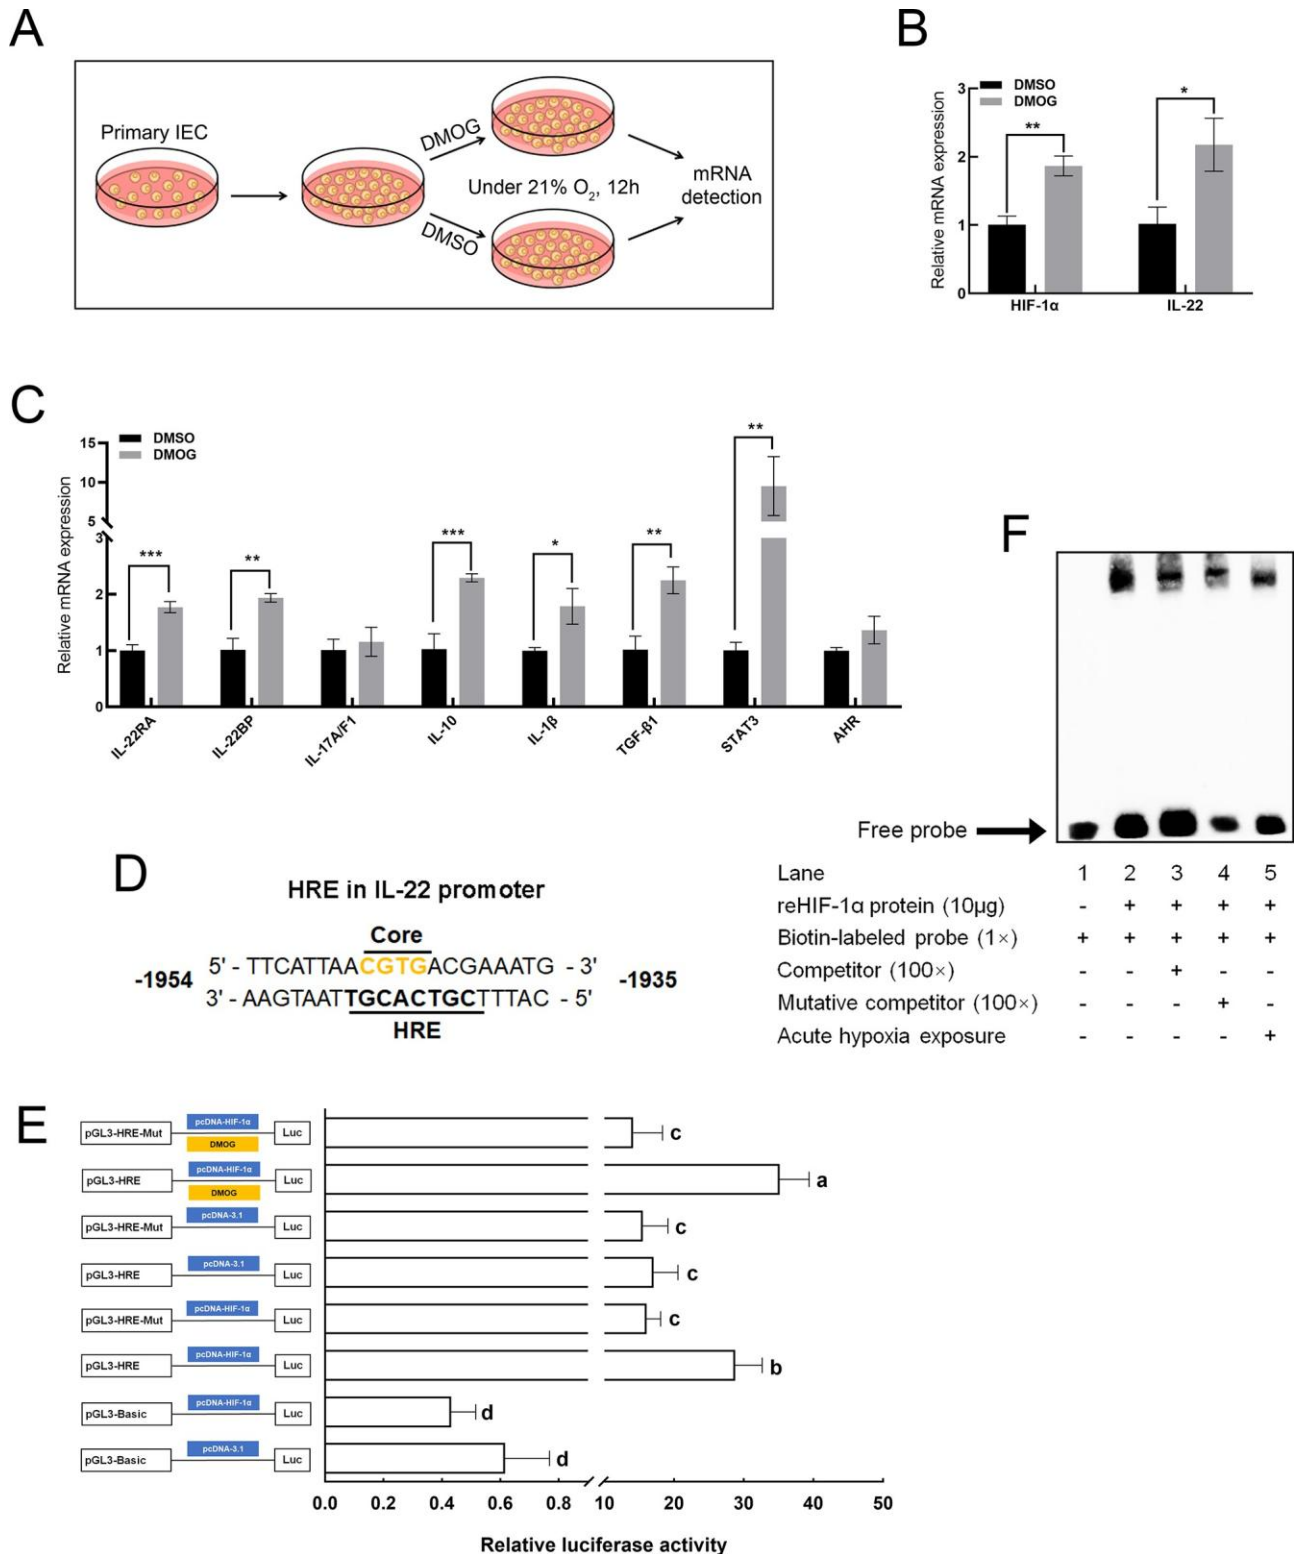 A
Primary IEC
DMOG
Under 21% O2, 12h
DMSO
mRNA
detection
B
DMSO
DMOG
3
2
1
0
Relative mRNA expression
**
*
HIF-1α
IL-22
C
DMSO
DMOG
15
10
5
3
2
1
0
Relative mRNA expression
***
**
***
*
**
**
IL-22RA
IL-22BP
IL-17A/F1
IL-10
IL-1β
TGF-β1
STAT3
AHR
D
HRE in IL-22 promoter
Core
-1954 5' - TTCATTAACGTGACGAAATG - 3' -1935
3' - AAGTAATTGCACTGCTTTAC - 5'
HRE
F
Free probe
Lane 1 2 3 4 5
reHIF-1α protein (10μg) - + + + +
Biotin-labeled probe (1×) + + + + +
Competitor (100×) - - + - -
Mutative competitor (100×) - - - + -
Acute hypoxia exposure - - - - +
E
pGL3-HRE-Mut pcDNA-HIF-1α DMOG Luc c
pGL3-HRE pcDNA-HIF-1α DMOG Luc a
pGL3-HRE-Mut pcDNA-3.1 Luc c
pGL3-HRE pcDNA-3.1 Luc c
pGL3-HRE-Mut pcDNA-HIF-1α Luc c
pGL3-HRE pcDNA-HIF-1α Luc b
pGL3-Basic pcDNA-HIF-1α Luc d
pGL3-Basic pcDNA-3.1 Luc d
0.0 0.2 0.4 0.6 0.8 10 20 30 40 50
Relative luciferase activity